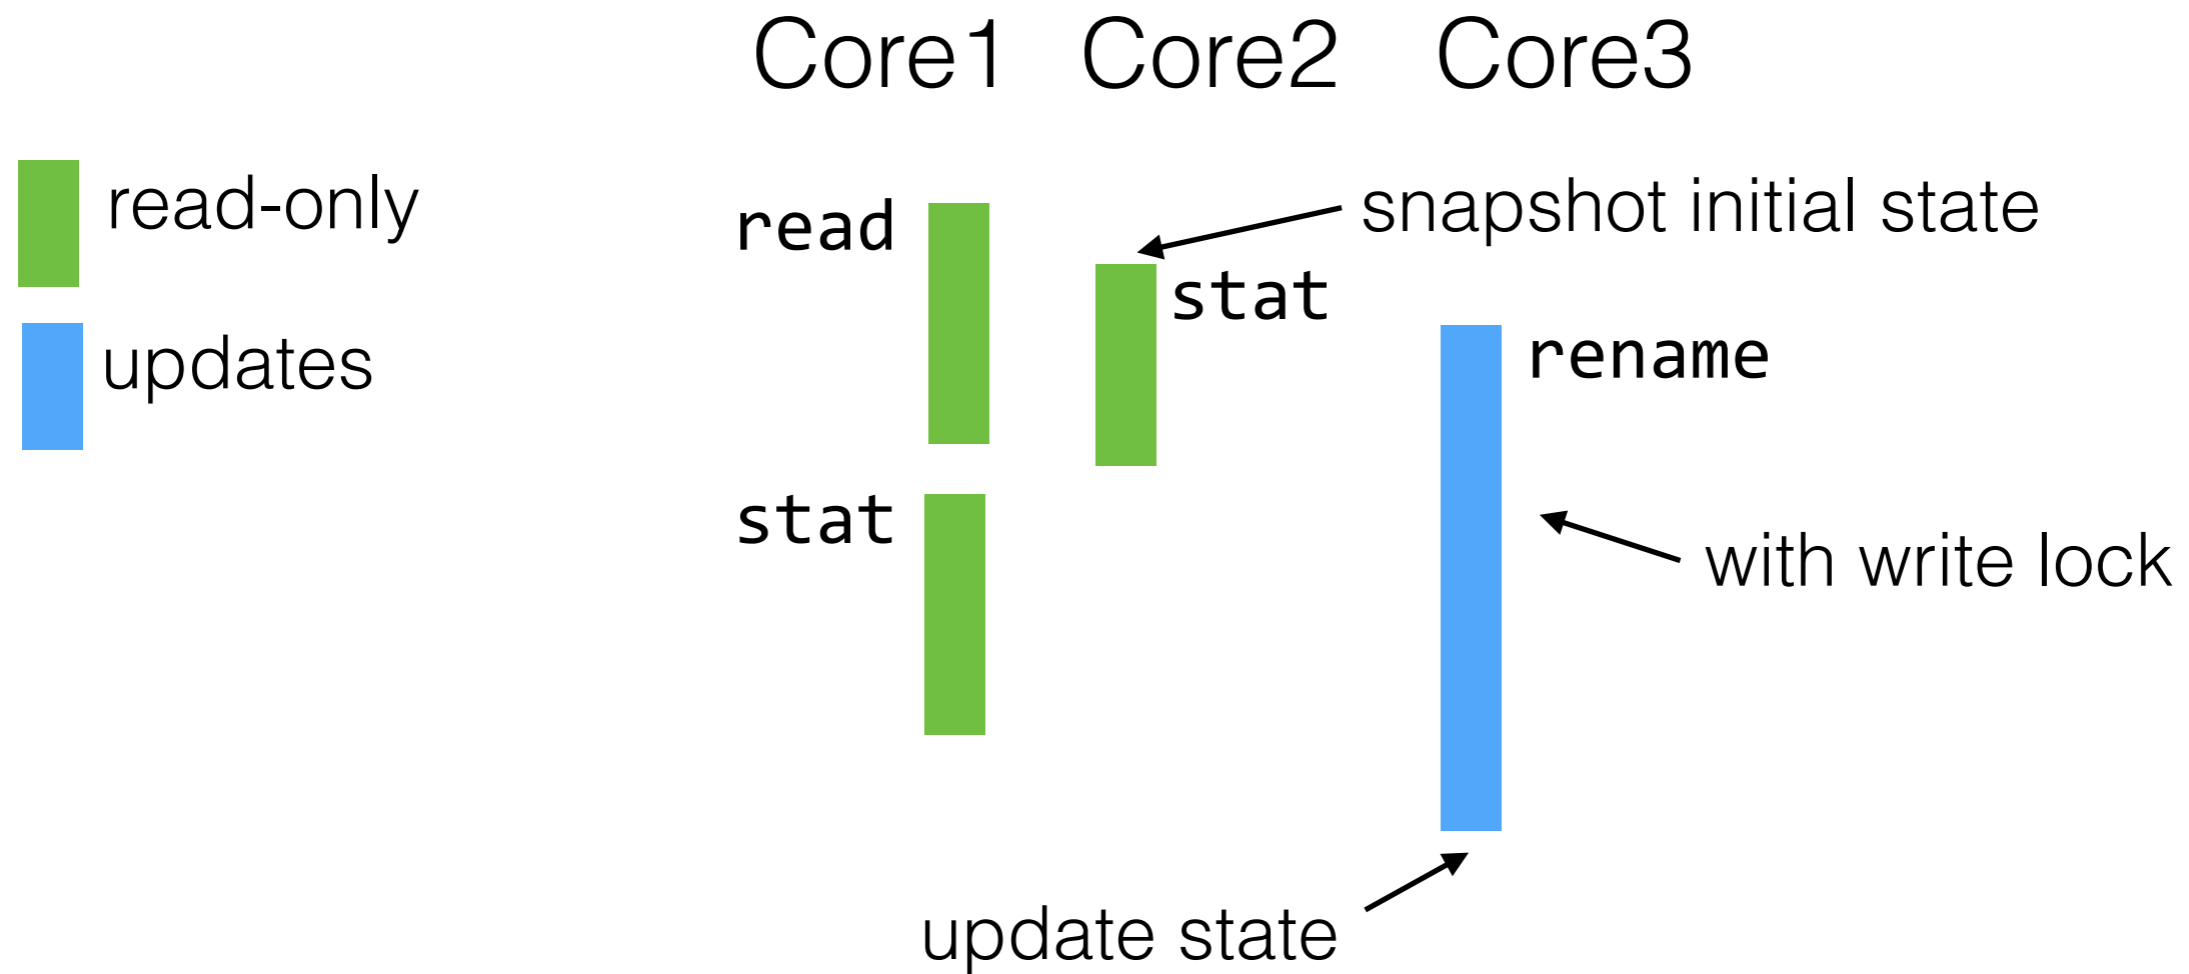 Core1 Core2 Core3
read-only
updates
read
snapshot initial state
stat
rename
stat
with write lock
update state